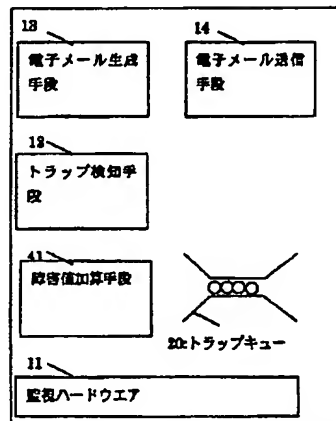 13
電子メール生成
手段
14
電子メール送信
手段
12
トラップ検知手
段
41
障害値加算手段
20:トラップキュー
11
監視ハードウエア